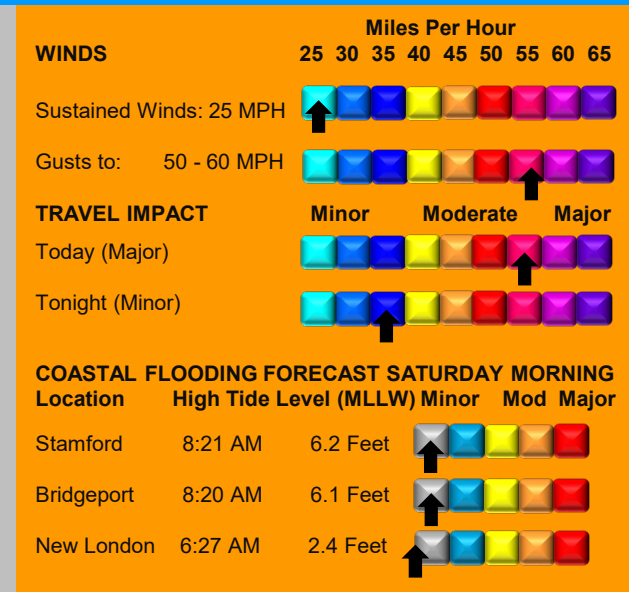 Miles Per Hour
WINDS 25 30 35 40 45 50 55 60 65
Sustained Winds: 25 MPH
Gusts to: 50 - 60 MPH
TRAVEL IMPACT Minor Moderate Major
Today (Major)
Tonight (Minor)
COASTAL FLOODING FORECAST SATURDAY MORNING
Location High Tide Level (MLLW) Minor Mod Major
Stamford 8:21 AM 6.2 Feet
Bridgeport 8:20 AM 6.1 Feet
New London 6:27 AM 2.4 Feet